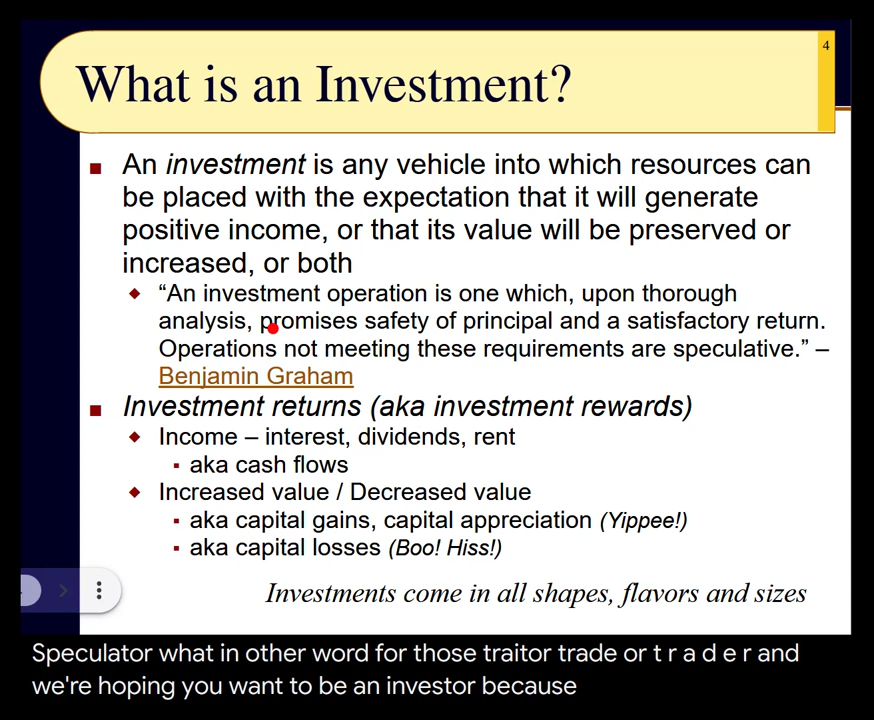 4
What is an Investment?
An investment is any vehicle into which resources can
be placed with the expectation that it will generate
positive income, or that its value will be preserved or
increased, or both
“An investment operation is one which, upon thorough
analysis, promises safety of principal and a satisfactory return.
Operations not meeting these requirements are speculative.” –
Benjamin Graham
Investment returns (aka investment rewards)
Income – interest, dividends, rent
aka cash flows
Increased value / Decreased value
aka capital gains, capital appreciation (Yippee!)
aka capital losses (Boo! Hiss!)
Investments come in all shapes, flavors and sizes
Speculator what in other word for those traitor trade or t r a d e r and
we're hoping you want to be an investor because